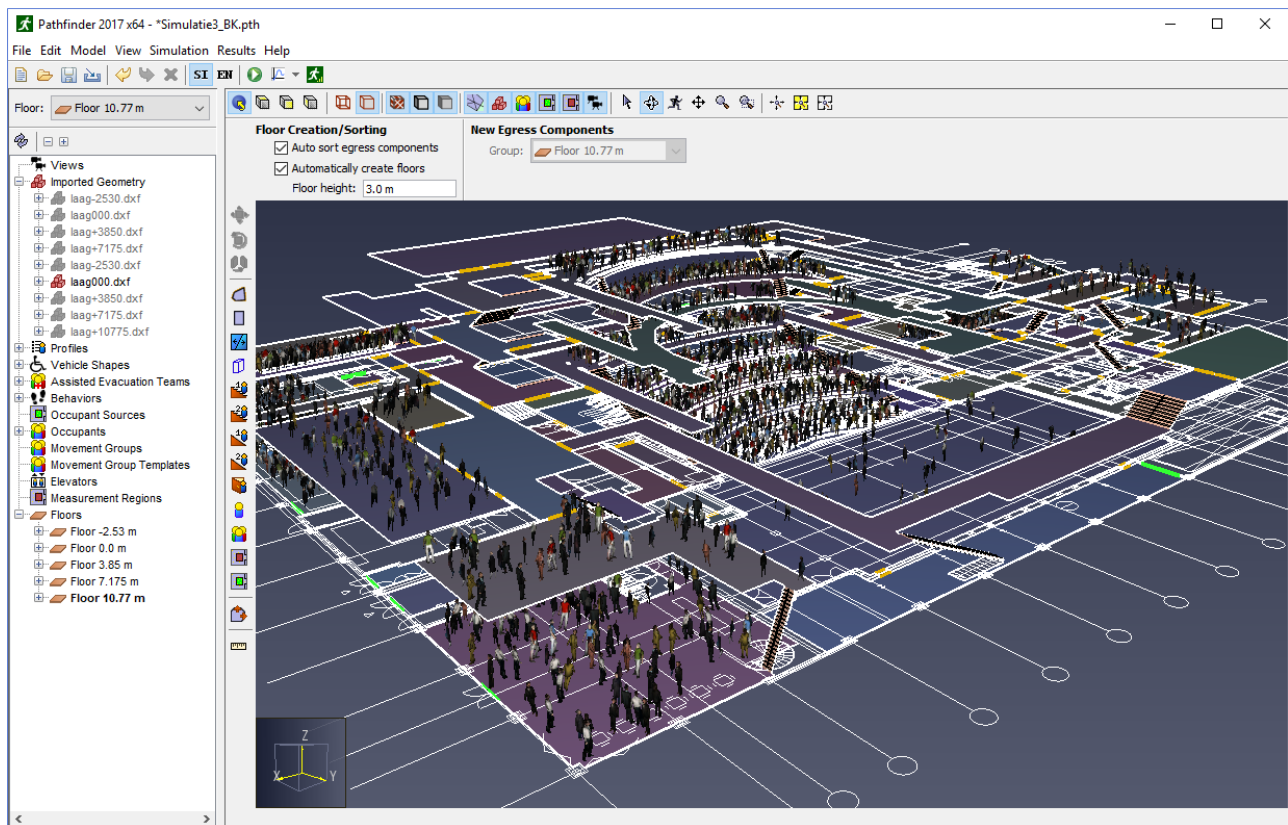 Pathfinder 2017 x64 - *Simulatie3_BK.pth
File Edit Model View Simulation Results Help
SI EN
Floor: Floor 10.77 m
Floor Creation/Sorting
Auto sort egress components
Automatically create floors
Floor height: 3.0 m
New Egress Components
Group: Floor 10.77 m
Views
Imported Geometry
laag-2530.dxf
laag000.dxf
laag+3850.dxf
laag+7175.dxf
laag-2530.dxf
laag000.dxf
laag+3850.dxf
laag+7175.dxf
laag+10775.dxf
Profiles
Vehicle Shapes
Assisted Evacuation Teams
Behaviors
Occupant Sources
Occupants
Movement Groups
Movement Group Templates
Elevators
Measurement Regions
Floors
Floor -2.53 m
Floor 0.0 m
Floor 3.85 m
Floor 7.175 m
Floor 10.77 m
Z
X
Y